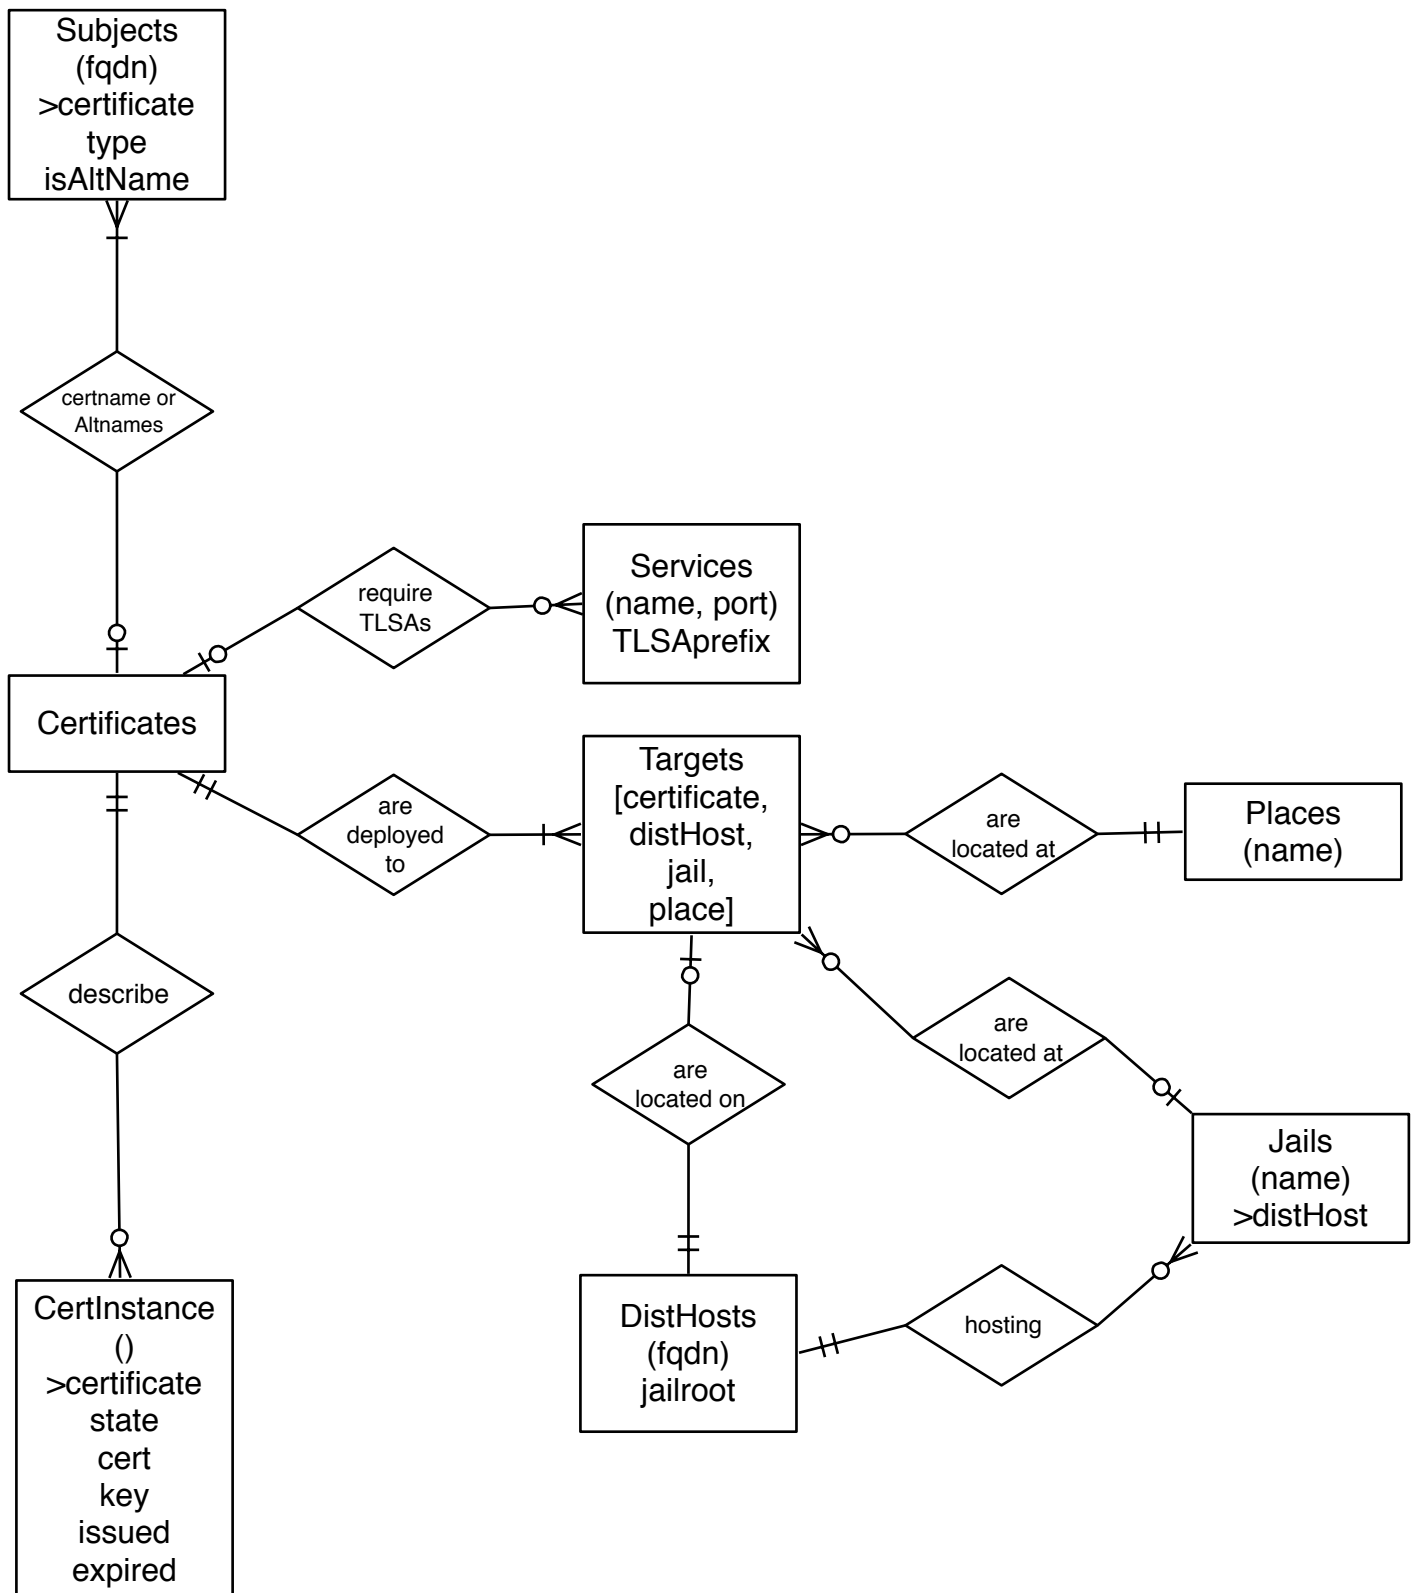 Subjects
(fqdn)
>certificate
type
isAltName
certname or
Altnames
require
TLSAs
Services
(name, port)
TLSAprefix
Certificates
are
deployed
to
Targets
[certificate,
distHost,
jail,
place]
are
located at
Places
(name)
describe
are
located on
are
located at
Jails
(name)
>distHost
CertInstance
()
>certificate
state
cert
key
issued
expired
DistHosts
(fqdn)
jailroot
hosting